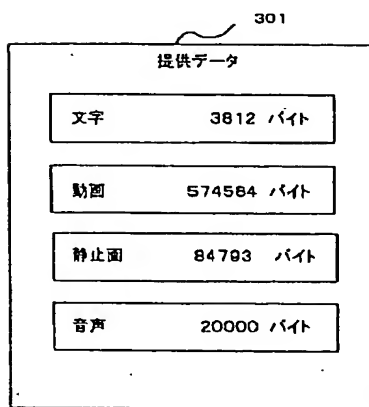 301
提供データ
文字 3812 バイト
動画 574584 バイト
静止画 84793 バイト
音声 20000 バイト